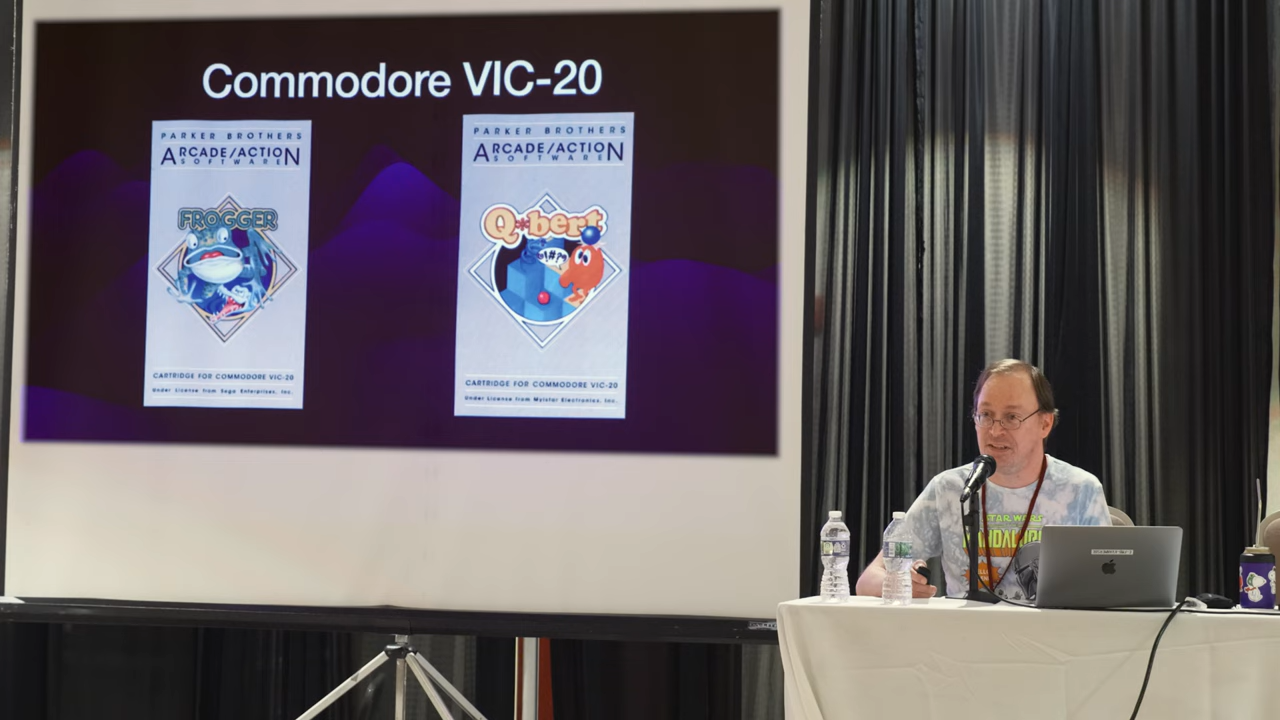 Commodore VIC-20
PARKER BROTHERS
ARCADE/ACTION
SOFTWARE
FROGGER
CARTRIDGE FOR COMMODORE VIC-20
Under License from Sega Enterprises, Inc.
PARKER BROTHERS
ARCADE/ACTION
SOFTWARE
Q*bert
@!#?
CARTRIDGE FOR COMMODORE VIC-20
Under License from Mylstar Electronics, Inc.
STAR WARS